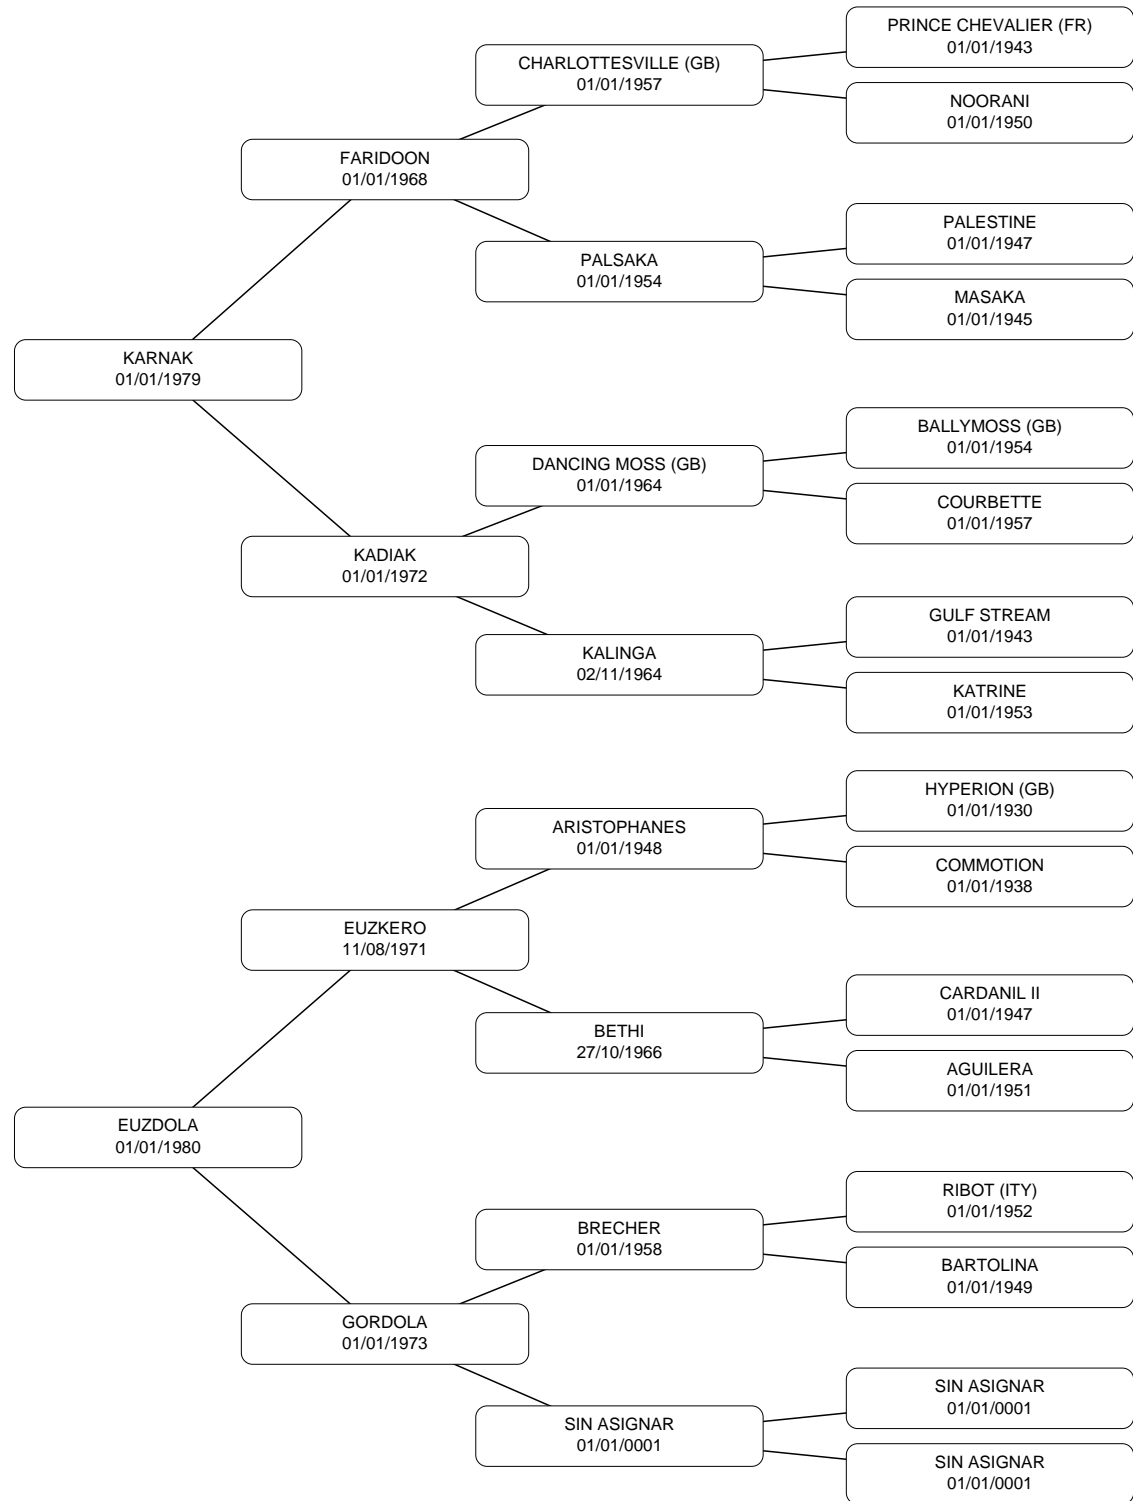 PRINCE CHEVALIER (FR)
01/01/1943
CHARLOTTESVILLE (GB)
01/01/1957
NOORANI
01/01/1950
FARIDOON
01/01/1968
PALESTINE
01/01/1947
PALSAKA
01/01/1954
MASAKA
01/01/1945
KARNAK
01/01/1979
BALLYMOSS (GB)
01/01/1954
DANCING MOSS (GB)
01/01/1964
COURBETTE
01/01/1957
KADIAK
01/01/1972
GULF STREAM
01/01/1943
KALINGA
02/11/1964
KATRINE
01/01/1953
HYPERION (GB)
01/01/1930
ARISTOPHANES
01/01/1948
COMMOTION
01/01/1938
EUZKERO
11/08/1971
CARDANIL II
01/01/1947
BETHI
27/10/1966
AGUILERA
01/01/1951
EUZDOLA
01/01/1980
RIBOT (ITY)
01/01/1952
BRECHER
01/01/1958
BARTOLINA
01/01/1949
GORDOLA
01/01/1973
SIN ASIGNAR
01/01/0001
SIN ASIGNAR
01/01/0001
SIN ASIGNAR
01/01/0001